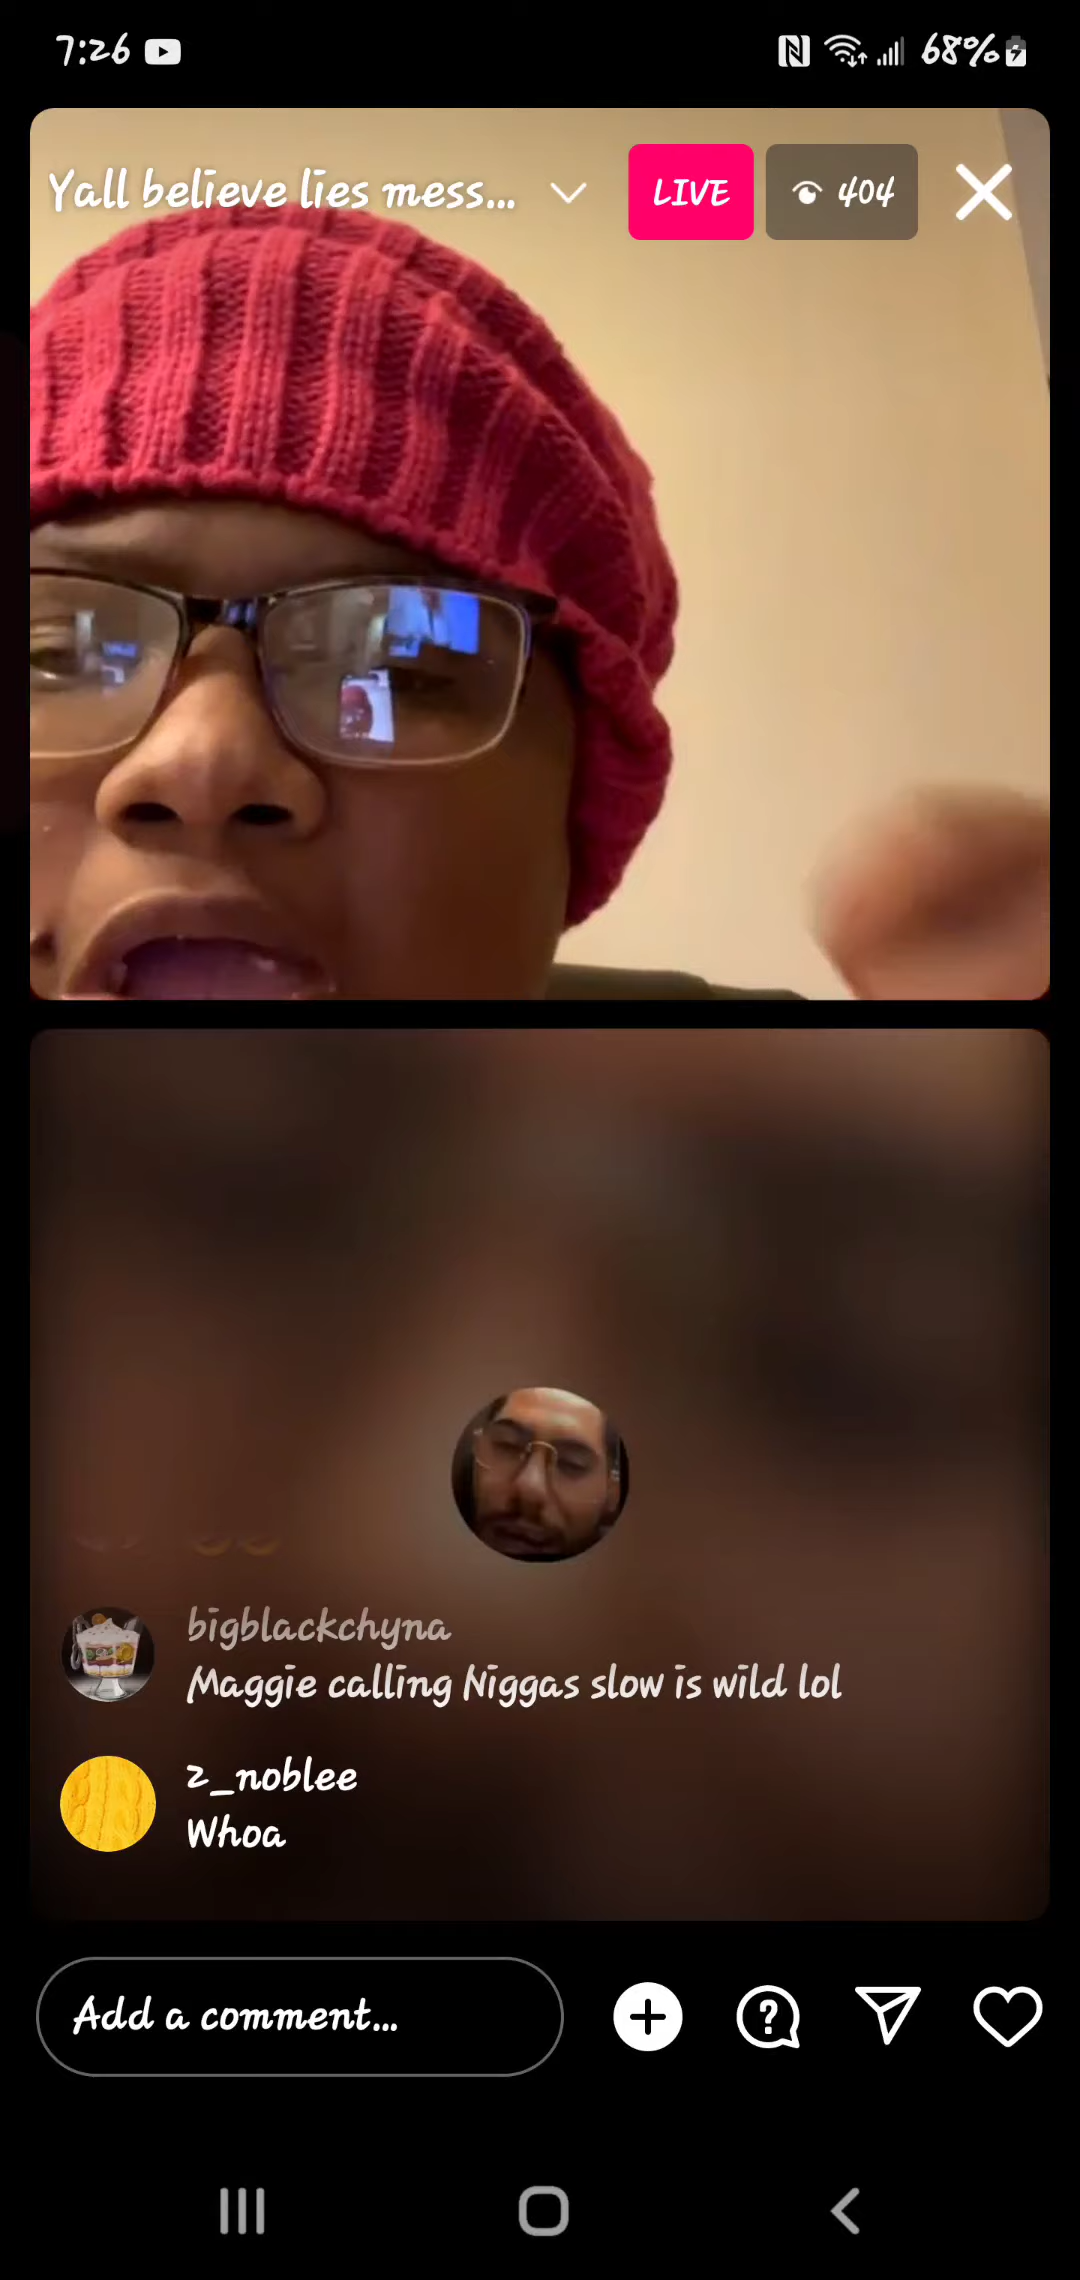 7:26
68%
Yall believe lies mess...
LIVE
404
bigblackchyna
Maggie calling Niggas slow is wild lol
2_noblee
Whoa
Add a comment...